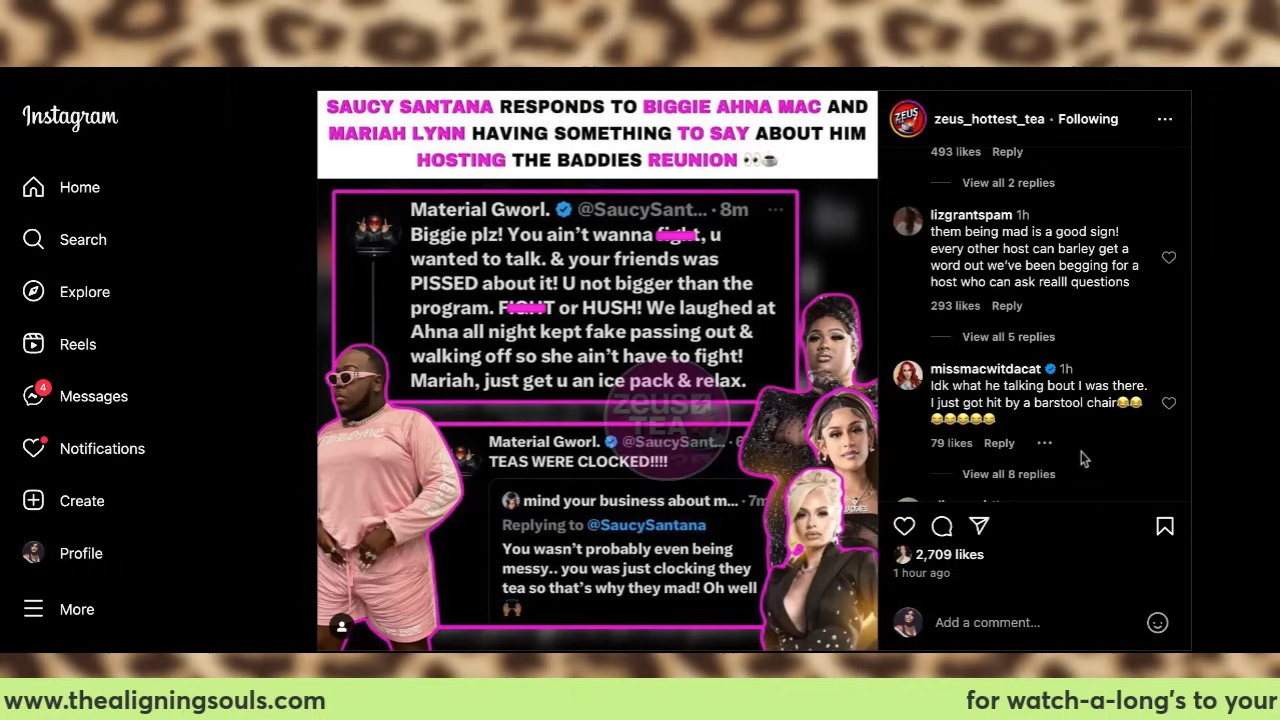 Instagram
Home
Search
Explore
Reels
4
Messages
Notifications
Create
Profile
More
SAUCY SANTANA RESPONDS TO BIGGIE AHNA MAC AND
MARIAH LYNN HAVING SOMETHING TO SAY ABOUT HIM
HOSTING THE BADDIES REUNION 👀☕
Material Gworl. @SaucySant... · 8m ...
Biggie plz! You ain't wanna fight, u
wanted to talk. & your friends was
PISSED about it! U not bigger than the
program. FIGHT or HUSH! We laughed at
Ahna all night kept fake passing out &
walking off so she ain't have to fight!
Mariah, just get u an ice pack & relax.
ZEUS
TEA
Material Gworl. @SaucySant... · 6
TEAS WERE CLOCKED!!!!
mind your business about m... · 7m
Replying to @SaucySantana
You wasn't probably even being
messy.. you was just clocking they
tea so that's why they mad! Oh well
🙌🏽
ZEUS
zeus_hottest_tea • Following ...
493 likes Reply
View all 2 replies
lizgrantspam 1h
them being mad is a good sign!
every other host can barley get a
word out we've been begging for a
host who can ask realll questions
293 likes Reply
View all 5 replies
missmacwitdacat 1h
Idk what he talking bout I was there.
I just got hit by a barstool chair😂😂
😂😂😂😂😂
79 likes Reply ...
View all 8 replies
2,709 likes
1 hour ago
Add a comment...
www.thealigningsouls.com
for watch-a-long's to your